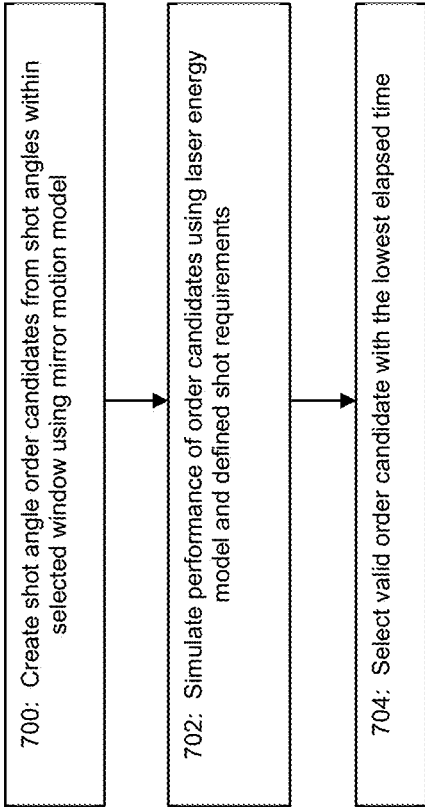 700: Create shot angle order candidates from shot angles within
selected window using mirror motion model
702: Simulate performance of order candidates using laser energy
model and defined shot requirements
704: Select valid order candidate with the lowest elapsed time